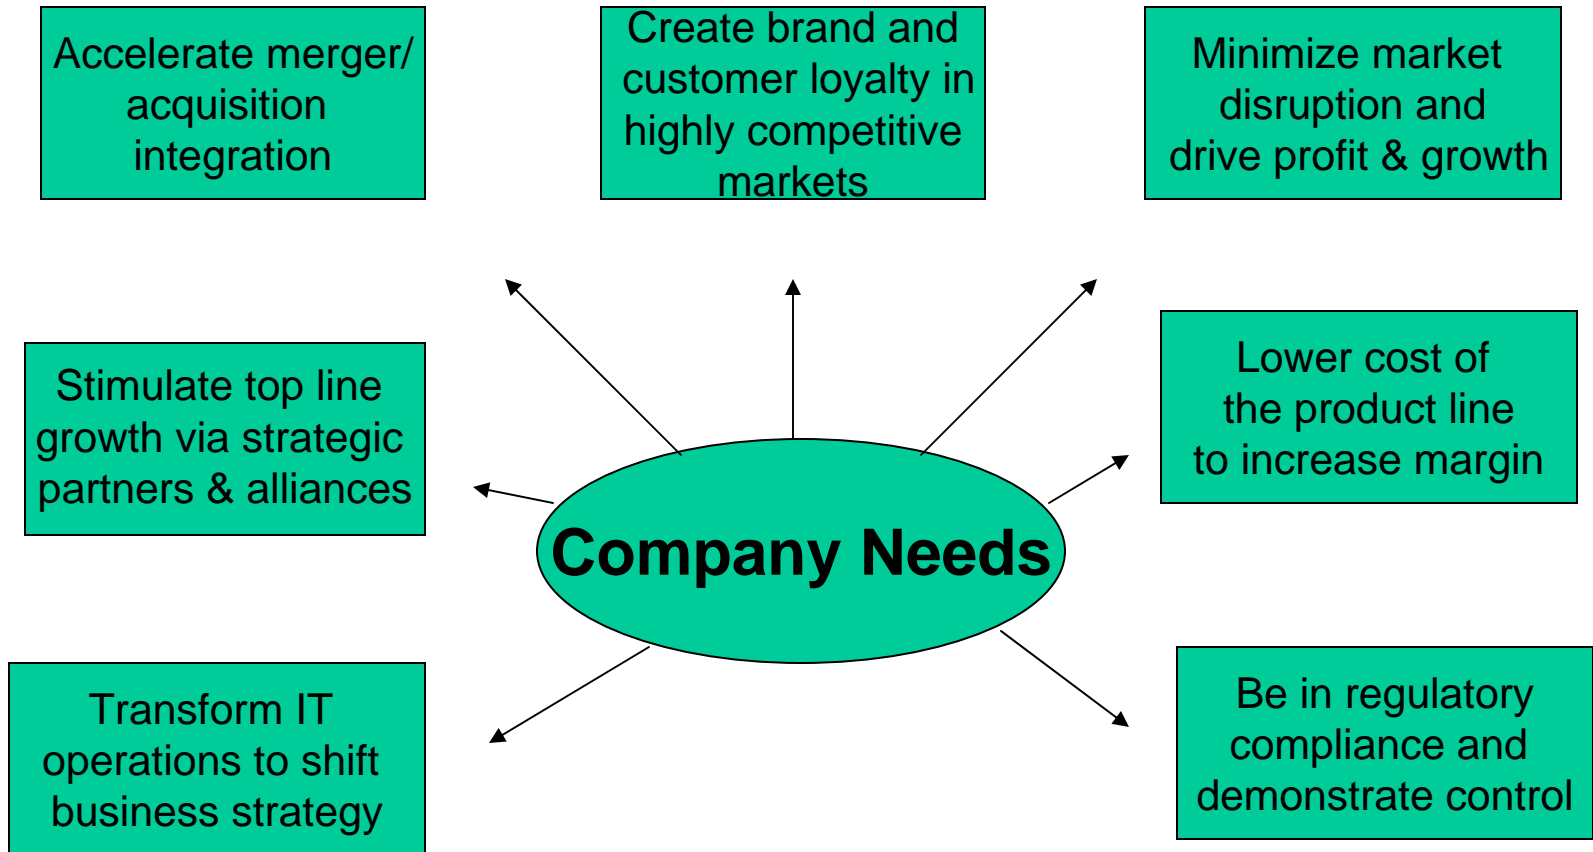 Accelerate merger/
acquisition
integration
Create brand and
customer loyalty in
highly competitive
markets
Minimize market
disruption and
drive profit & growth
Stimulate top line
growth via strategic
partners & alliances
Lower cost of
the product line
to increase margin
Company Needs
Transform IT
operations to shift
business strategy
Be in regulatory
compliance and
demonstrate control